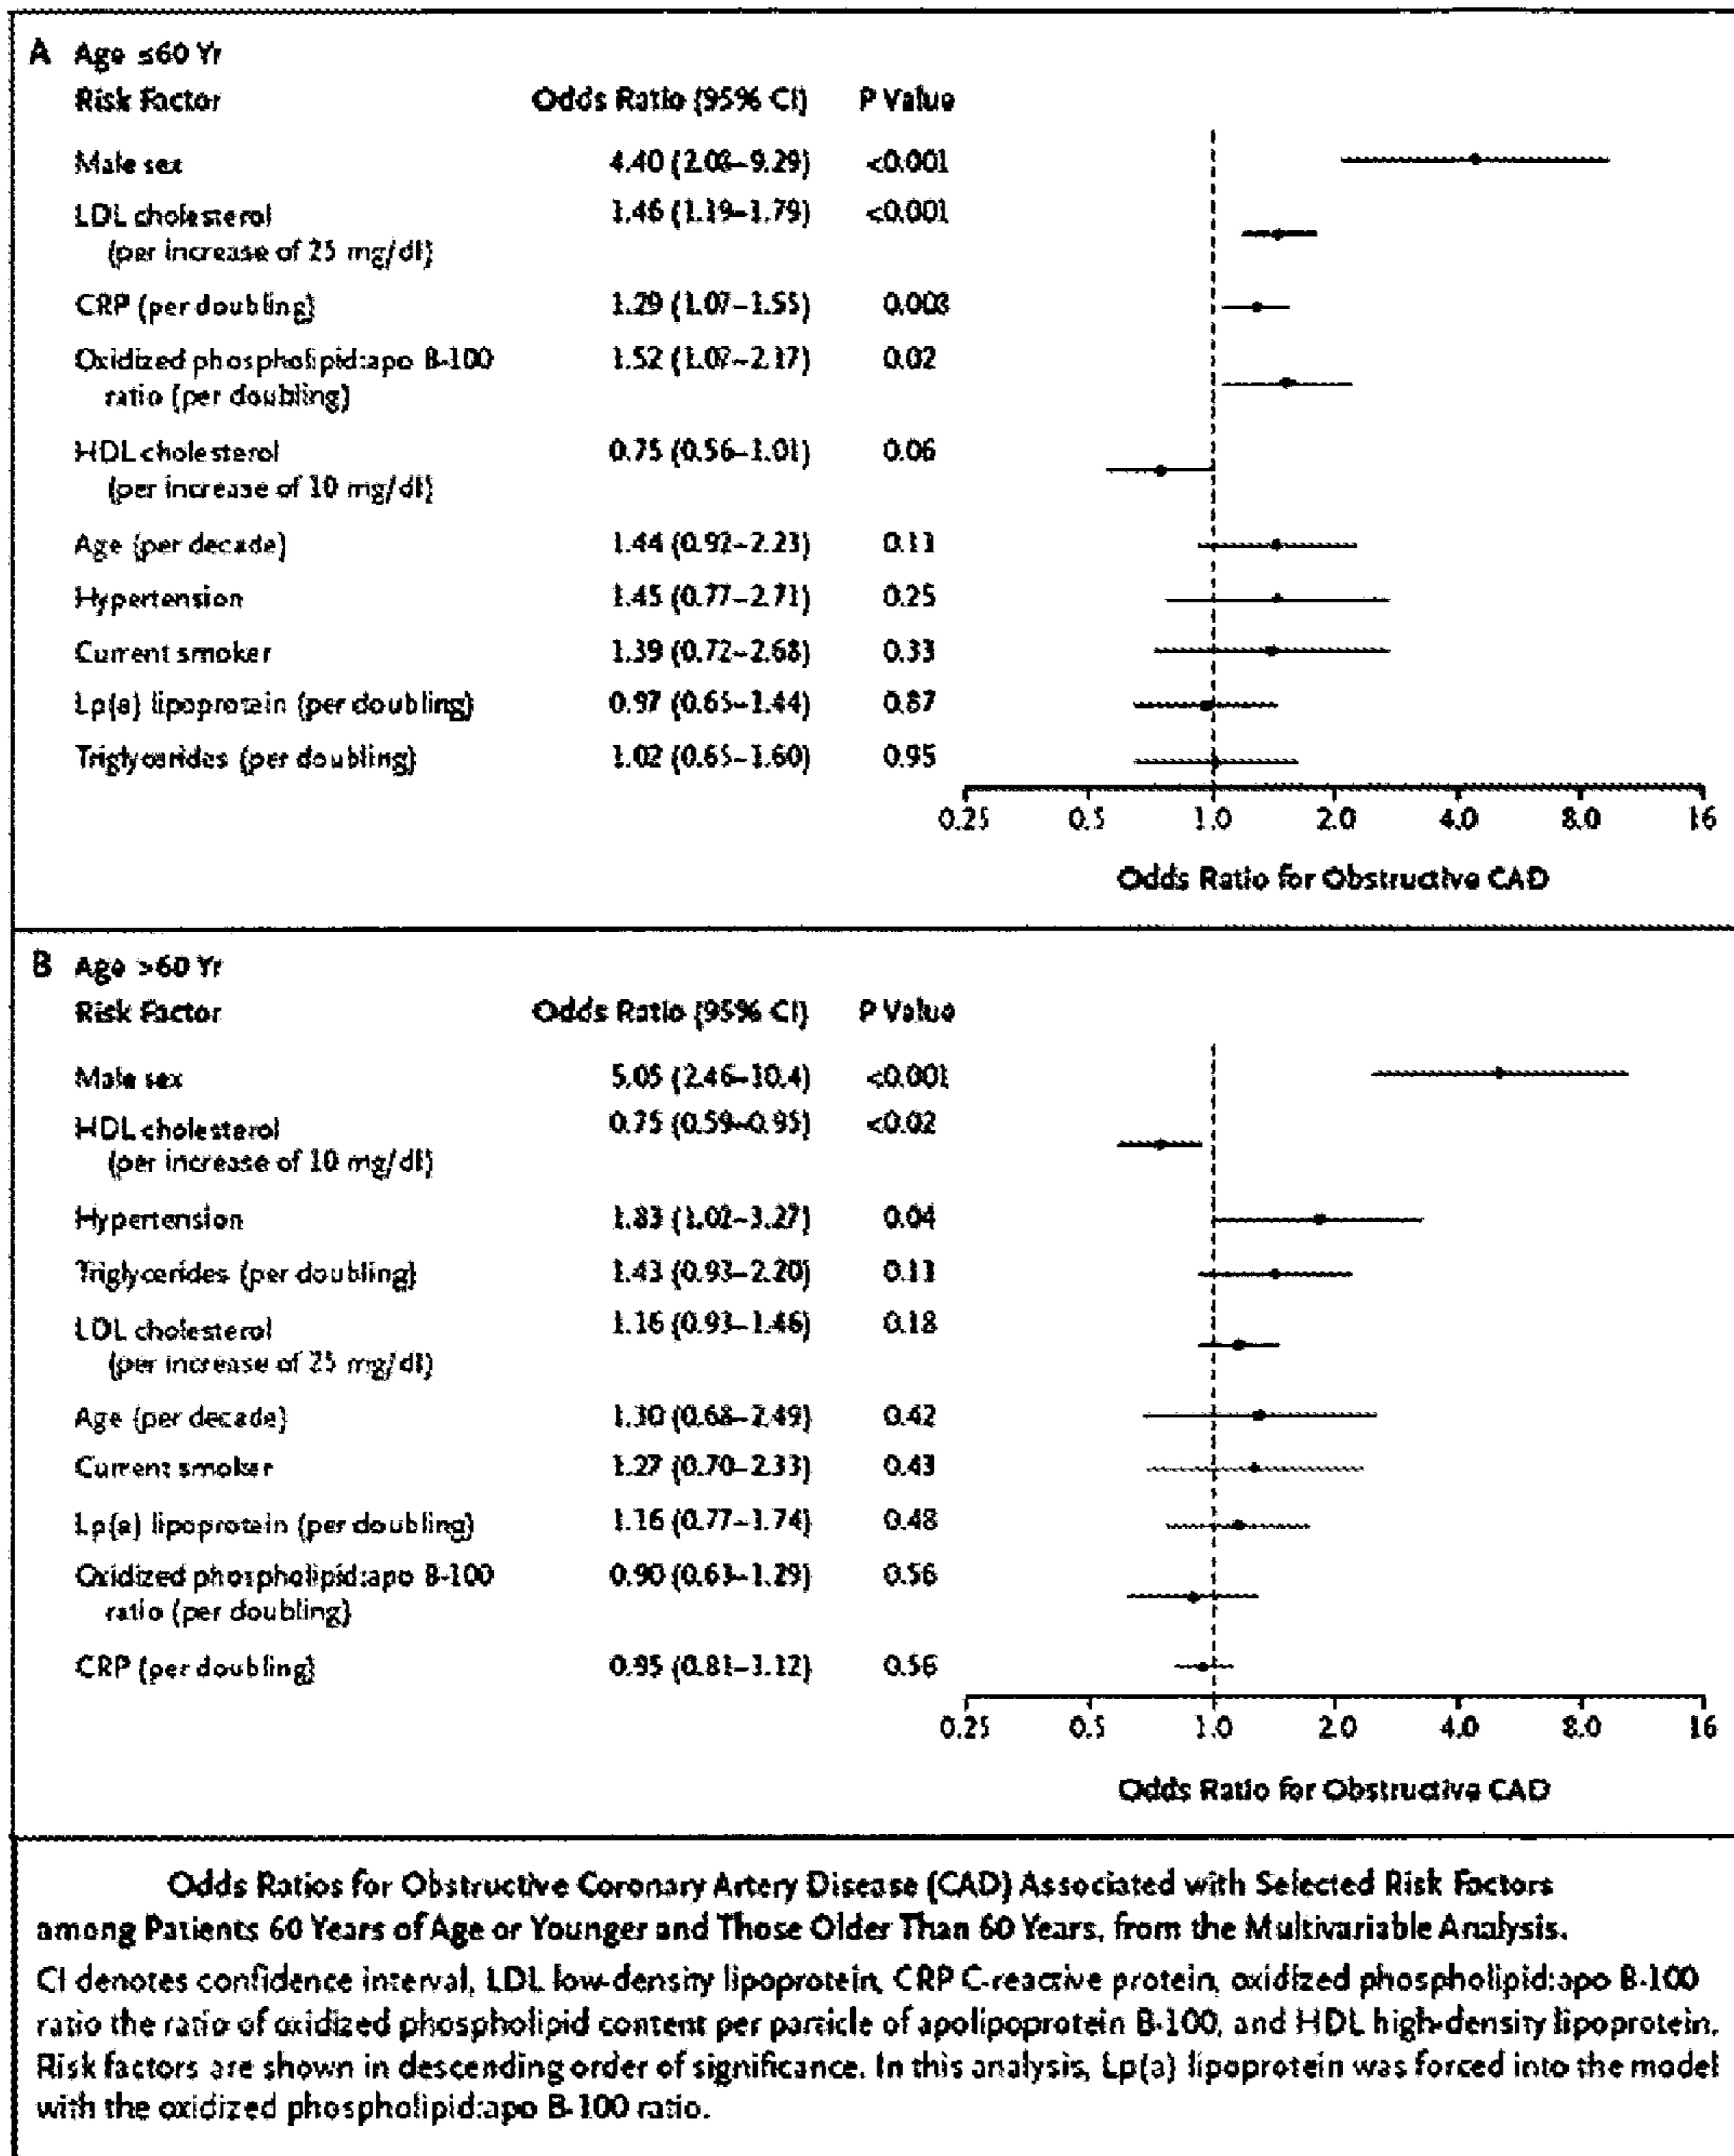 A Age ≤60 Yr
Risk Factor Odds Ratio (95% CI) P Value
Male sex 4.40 (2.08–9.29) <0.001
LDL cholesterol 1.46 (1.19–1.79) <0.001
(per increase of 25 mg/dl)
CRP (per doubling) 1.29 (1.07–1.55) 0.008
Oxidized phospholipid:apo B-100 1.52 (1.07–2.17) 0.02
ratio (per doubling)
HDL cholesterol 0.75 (0.56–1.01) 0.06
(per increase of 10 mg/dl)
Age (per decade) 1.44 (0.92–2.23) 0.11
Hypertension 1.45 (0.77–2.71) 0.25
Current smoker 1.39 (0.72–2.68) 0.33
Lp(a) lipoprotein (per doubling) 0.97 (0.65–1.44) 0.87
Triglycerides (per doubling) 1.02 (0.65–1.60) 0.95
0.25 0.5 1.0 2.0 4.0 8.0 16
Odds Ratio for Obstructive CAD
B Age >60 Yr
Risk Factor Odds Ratio (95% CI) P Value
Male sex 5.05 (2.46–10.4) <0.001
HDL cholesterol 0.75 (0.59–0.95) <0.02
(per increase of 10 mg/dl)
Hypertension 1.83 (1.02–3.27) 0.04
Triglycerides (per doubling) 1.43 (0.93–2.20) 0.11
LDL cholesterol 1.16 (0.93–1.46) 0.18
(per increase of 25 mg/dl)
Age (per decade) 1.30 (0.68–2.49) 0.42
Current smoker 1.27 (0.70–2.33) 0.43
Lp(a) lipoprotein (per doubling) 1.16 (0.77–1.74) 0.48
Oxidized phospholipid:apo B-100 0.90 (0.63–1.29) 0.56
ratio (per doubling)
CRP (per doubling) 0.95 (0.81–1.12) 0.56
0.25 0.5 1.0 2.0 4.0 8.0 16
Odds Ratio for Obstructive CAD
Odds Ratios for Obstructive Coronary Artery Disease (CAD) Associated with Selected Risk Factors
among Patients 60 Years of Age or Younger and Those Older Than 60 Years, from the Multivariable Analysis.
CI denotes confidence interval, LDL low-density lipoprotein, CRP C-reactive protein, oxidized phospholipid:apo B-100
ratio the ratio of oxidized phospholipid content per particle of apolipoprotein B-100, and HDL high-density lipoprotein.
Risk factors are shown in descending order of significance. In this analysis, Lp(a) lipoprotein was forced into the model
with the oxidized phospholipid:apo B-100 ratio.